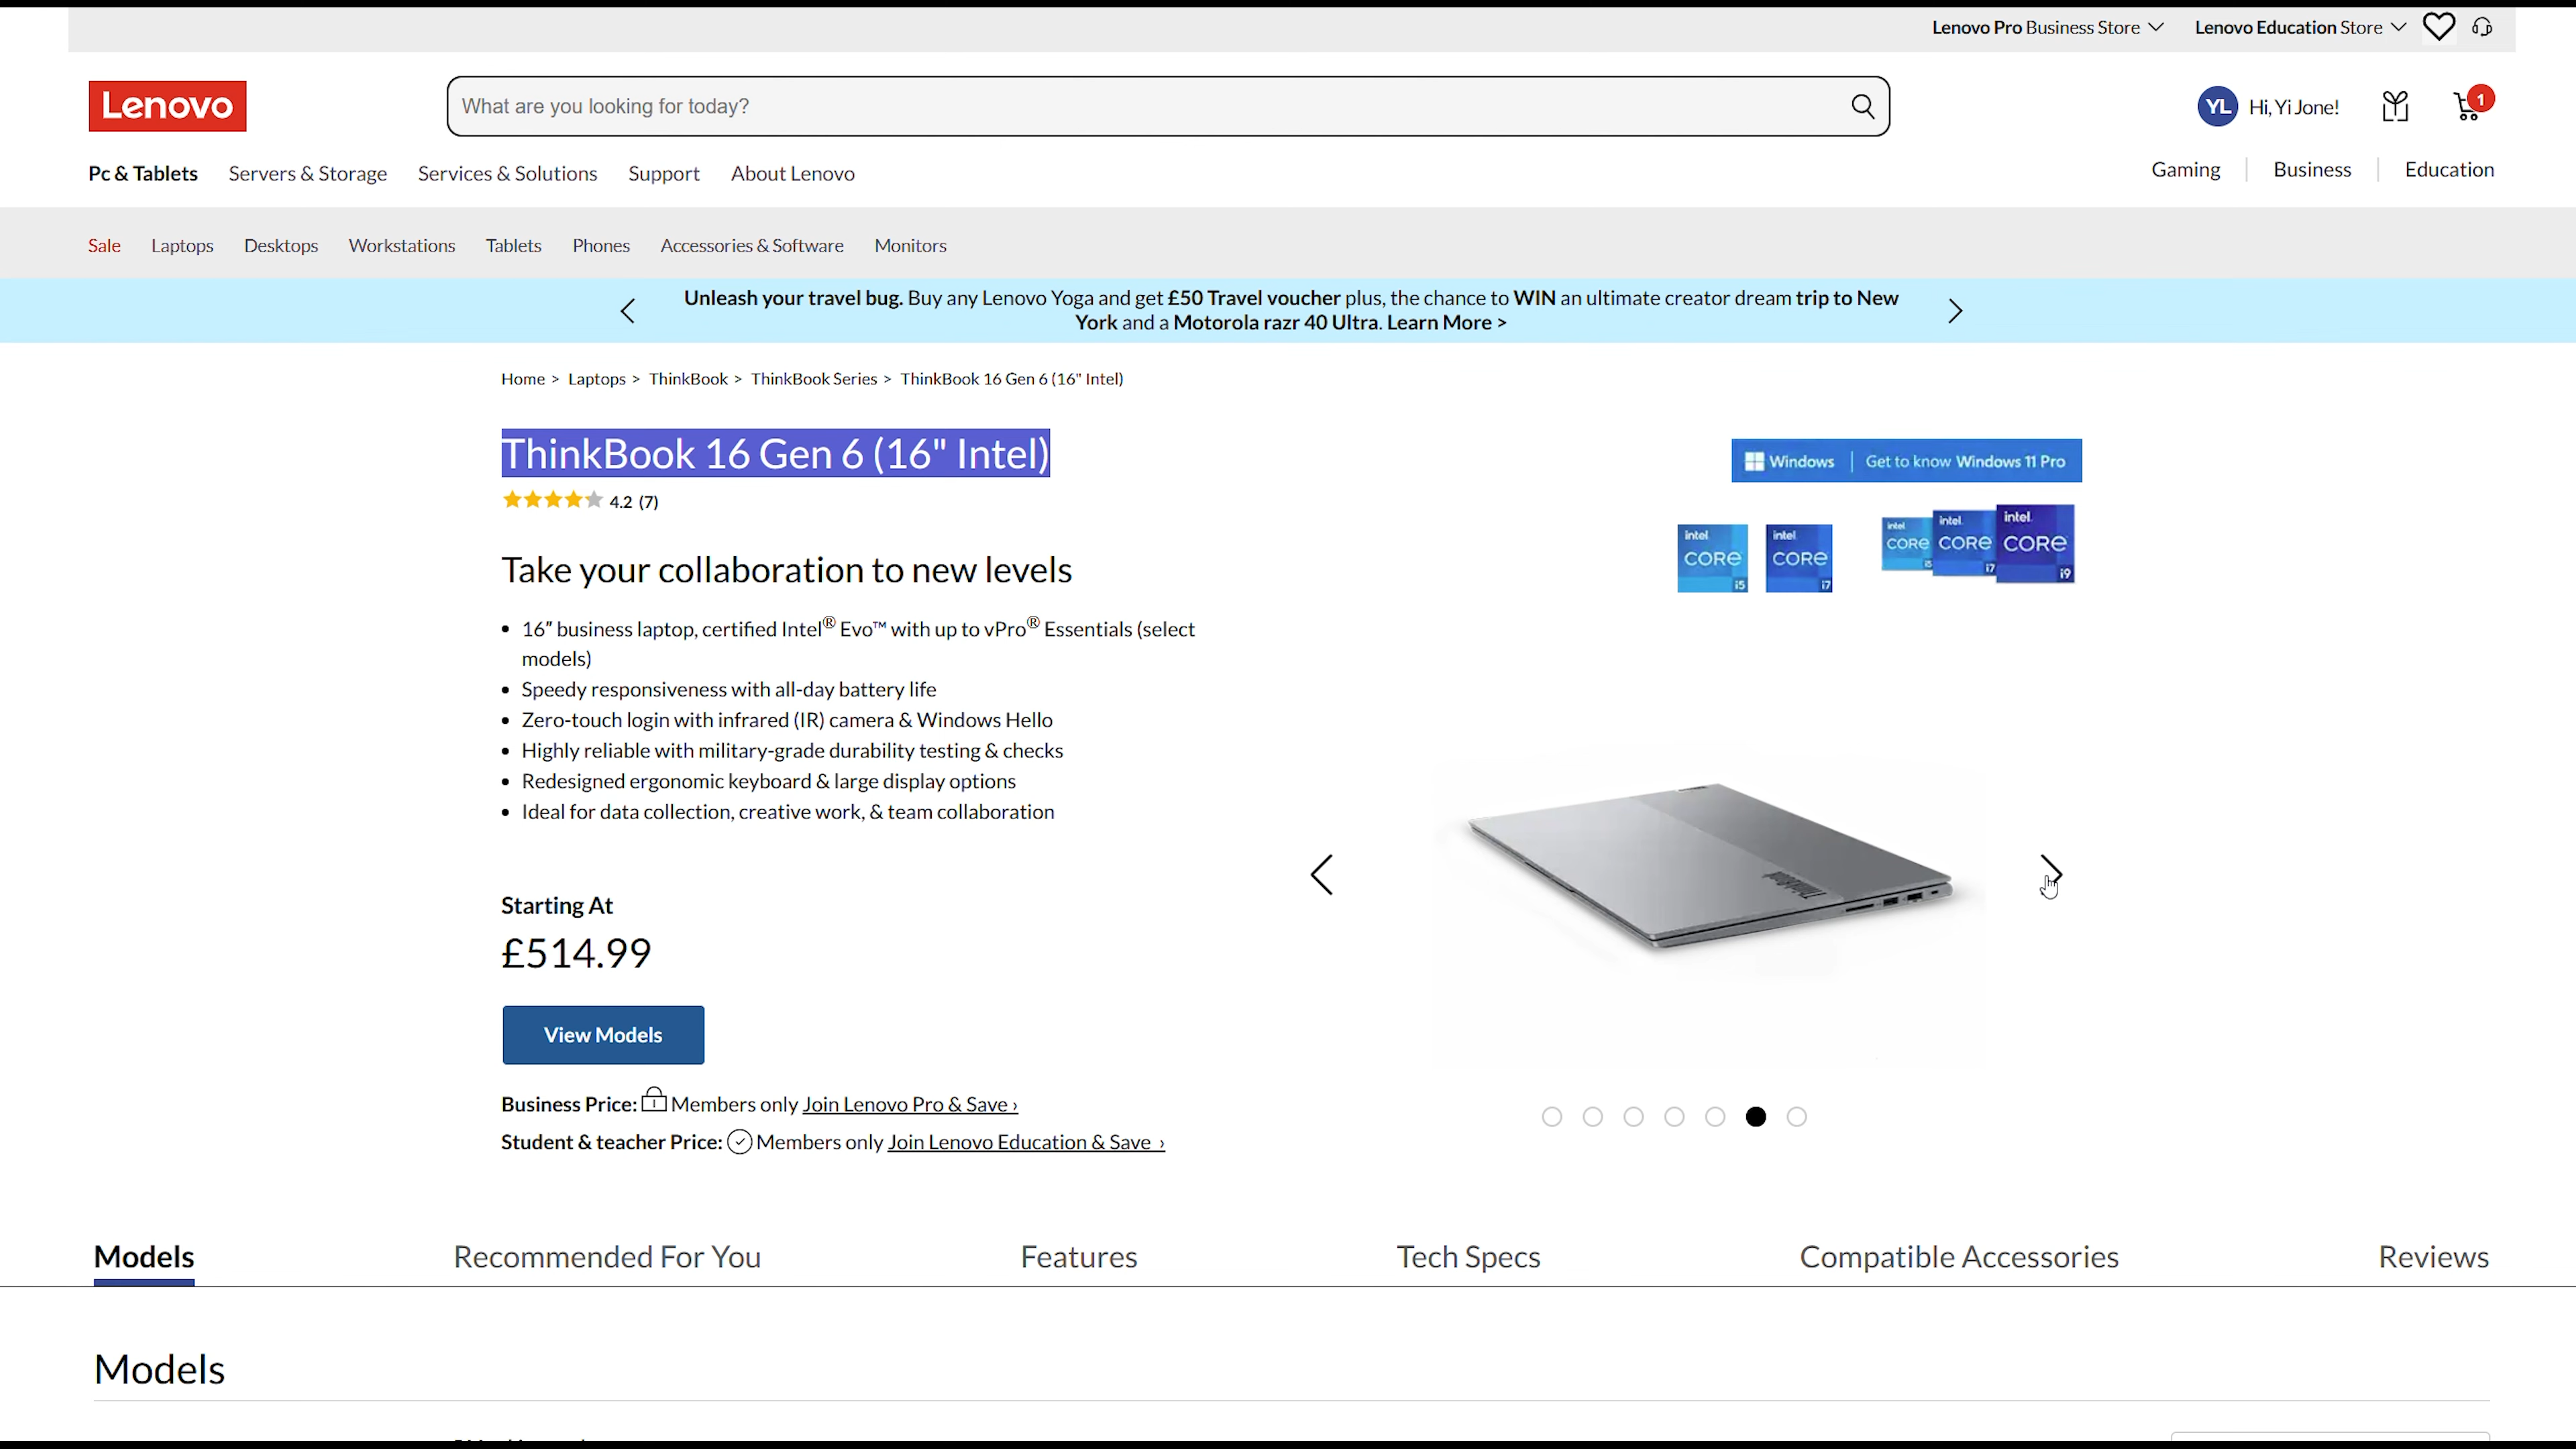 Lenovo Pro Business Store
Lenovo Education Store
Lenovo
What are you looking for today?
YL
Hi, Yi Jone!
1
Pc & Tablets
Servers & Storage
Services & Solutions
Support
About Lenovo
Gaming
Business
Education
Sale
Laptops
Desktops
Workstations
Tablets
Phones
Accessories & Software
Monitors
Unleash your travel bug. Buy any Lenovo Yoga and get £50 Travel voucher plus, the chance to WIN an ultimate creator dream trip to New
York and a Motorola razr 40 Ultra. Learn More >
Home > Laptops > ThinkBook > ThinkBook Series > ThinkBook 16 Gen 6 (16" Intel)
ThinkBook 16 Gen 6 (16" Intel)
4.2 (7)
Windows | Get to know Windows 11 Pro
intel CORE i5
intel CORE i7
intel CORE i5
intel CORE i7
intel CORE i9
Take your collaboration to new levels
• 16” business laptop, certified Intel® Evo™ with up to vPro® Essentials (select
models)
• Speedy responsiveness with all-day battery life
• Zero-touch login with infrared (IR) camera & Windows Hello
• Highly reliable with military-grade durability testing & checks
• Redesigned ergonomic keyboard & large display options
• Ideal for data collection, creative work, & team collaboration
Starting At
£514.99
View Models
Business Price: Members only Join Lenovo Pro & Save ›
Student & teacher Price: Members only Join Lenovo Education & Save ›
Models
Recommended For You
Features
Tech Specs
Compatible Accessories
Reviews
Models